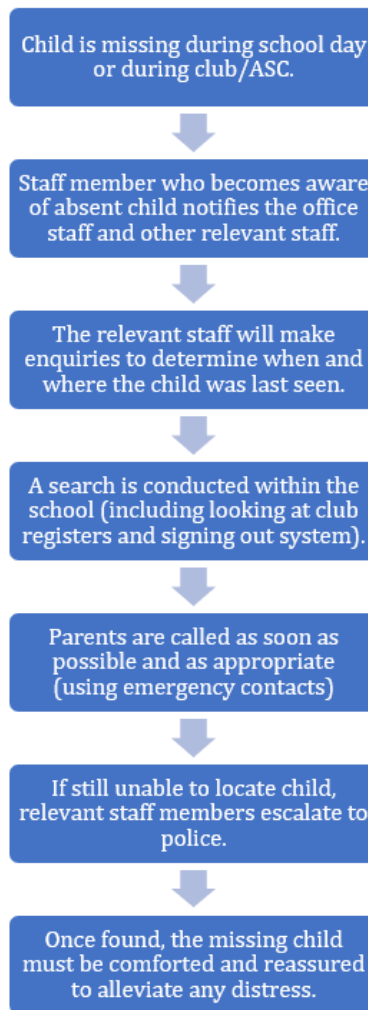 Child is missing during school day
or during club/ASC.
Staff member who becomes aware
of absent child notifies the office
staff and other relevant staff.
The relevant staff will make
enquiries to determine when and
where the child was last seen.
A search is conducted within the
school (including looking at club
registers and signing out system).
Parents are called as soon as
possible and as appropriate
(using emergency contacts)
If still unable to locate child,
relevant staff members escalate to
police.
Once found, the missing child
must be comforted and reassured
to alleviate any distress.